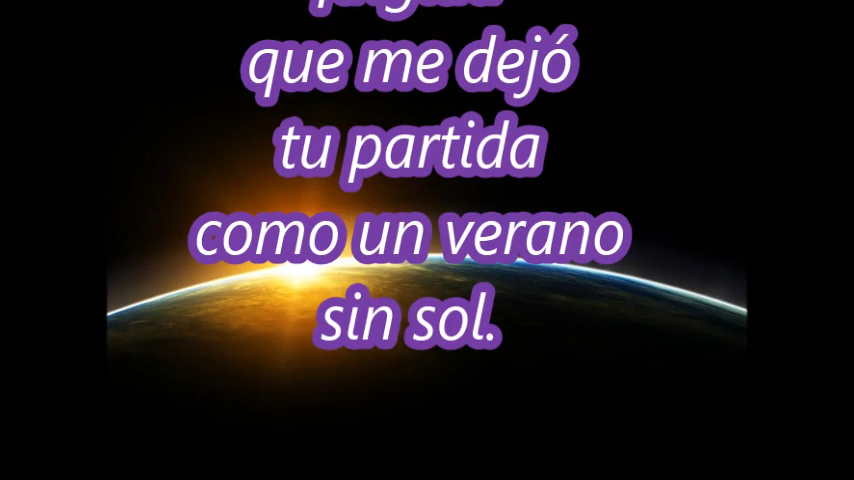 que me dejó
tu partida
como un verano
sin sol.